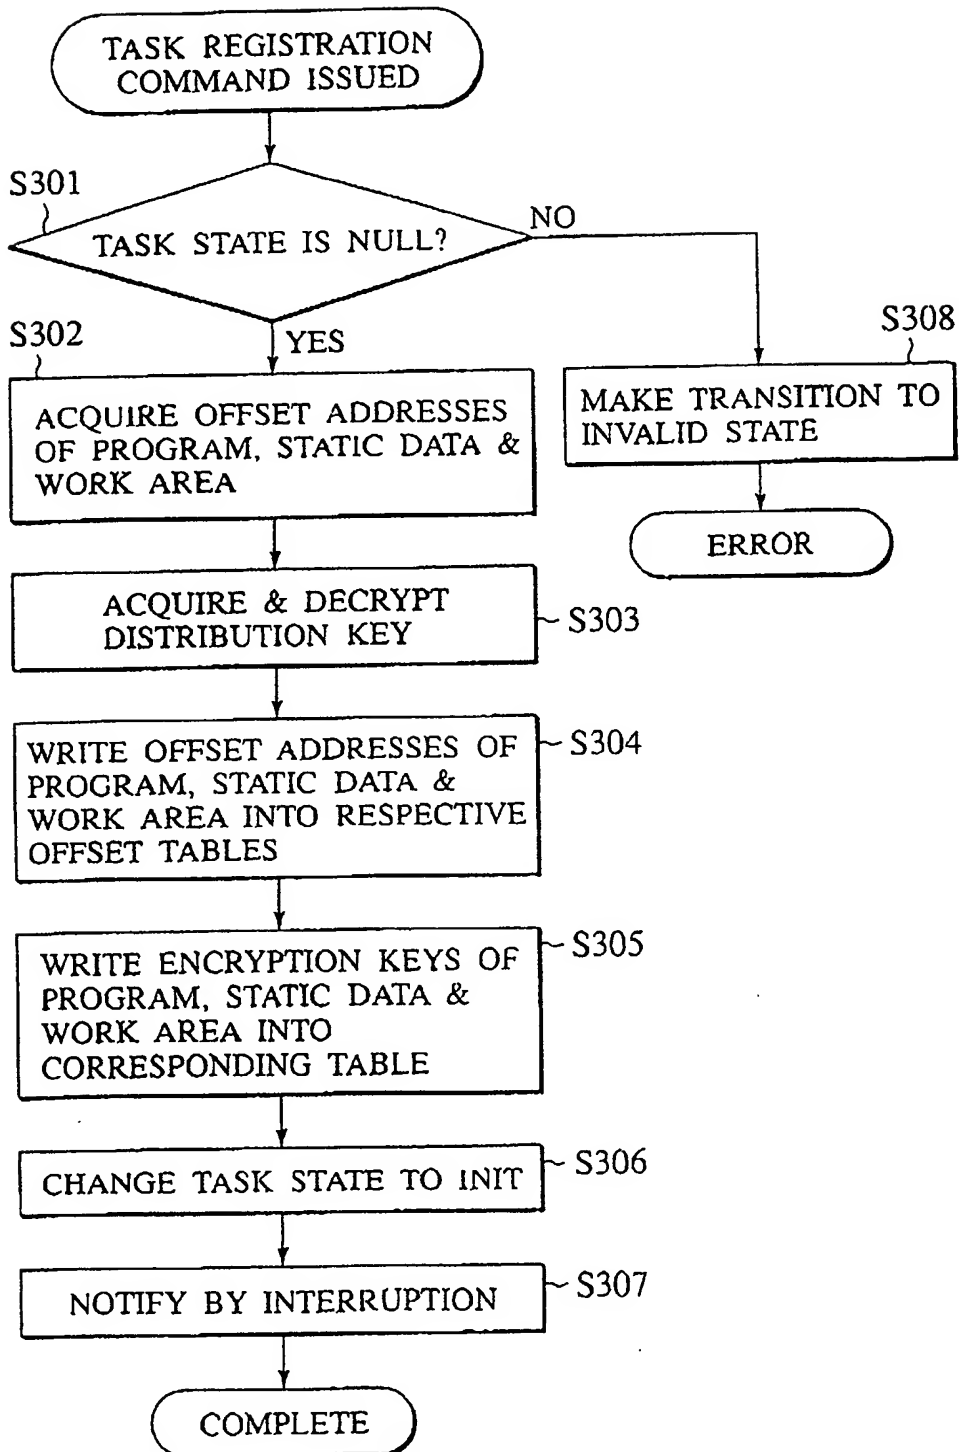 TASK REGISTRATION
COMMAND ISSUED
S301
TASK STATE IS NULL?
NO
YES
S302
ACQUIRE OFFSET ADDRESSES
OF PROGRAM, STATIC DATA &
WORK AREA
S308
MAKE TRANSITION TO
INVALID STATE
ERROR
ACQUIRE & DECRYPT
DISTRIBUTION KEY
S303
WRITE OFFSET ADDRESSES OF
PROGRAM, STATIC DATA &
WORK AREA INTO RESPECTIVE
OFFSET TABLES
S304
WRITE ENCRYPTION KEYS OF
PROGRAM, STATIC DATA &
WORK AREA INTO
CORRESPONDING TABLE
S305
CHANGE TASK STATE TO INIT
S306
NOTIFY BY INTERRUPTION
S307
COMPLETE